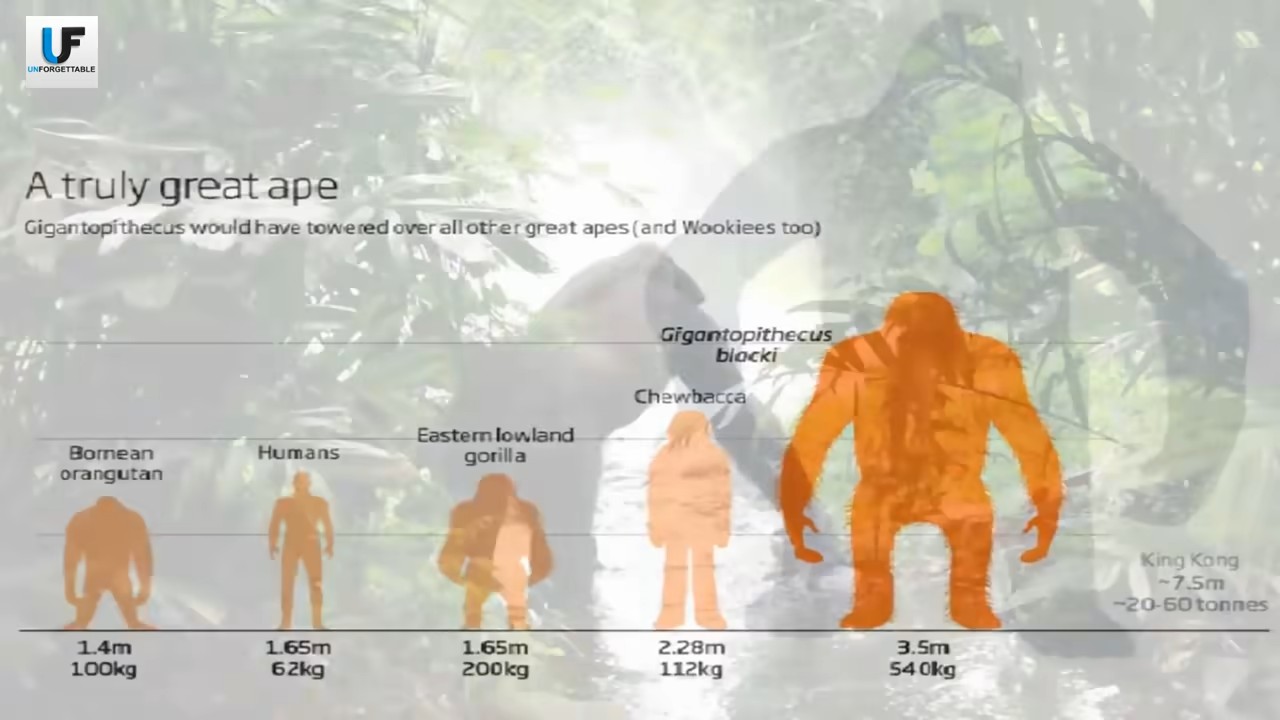 UF
UNFORGETTABLE
A truly great ape
Gigantopithecus would have towered over all other great apes (and Wookiees too)
Gigantopithecus
blacki
Chewbacca
Eastern lowland
gorilla
Bornean
orangutan
Humans
King Kong
~7.5m
~20-60 tonnes
1.4m
100kg
1.65m
62kg
1.65m
200kg
2.28m
112kg
3.5m
540kg